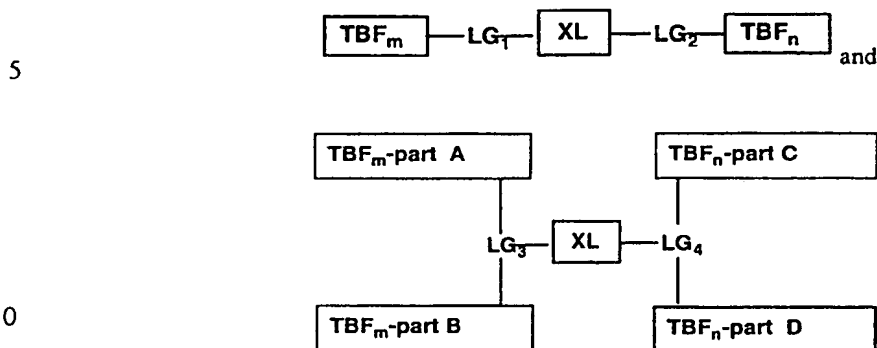 TBFm LG1 XL LG2 TBFn and
5
TBFm-part A TBFn-part C
LG3 XL LG4
0
TBFm-part B TBFn-part D